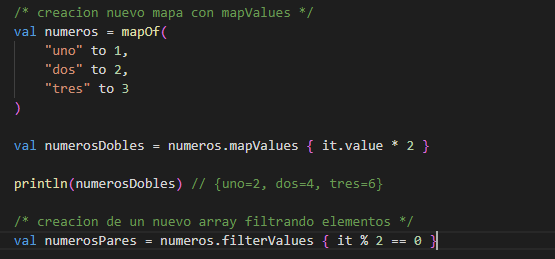 /* creacion nuevo mapa con mapValues */
val numeros = mapOf(
    "uno" to 1,
    "dos" to 2,
    "tres" to 3
)
val numerosDobles = numeros.mapValues { it.value * 2 }
println(numerosDobles) // {uno=2, dos=4, tres=6}
/* creacion de un nuevo array filtrando elementos */
val numerosPares = numeros.filterValues { it % 2 == 0 }